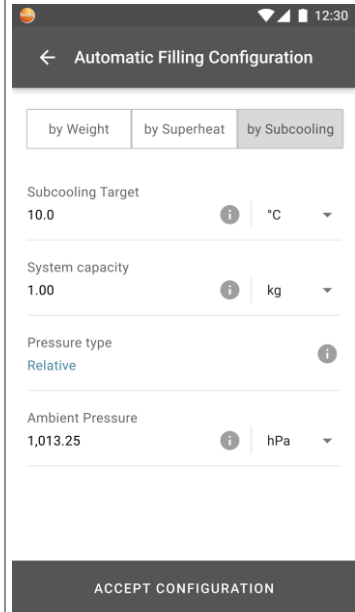 12:30
Automatic Filling Configuration
by Weight by Superheat by Subcooling
Subcooling Target
10.0 °C
System capacity
1.00 kg
Pressure type
Relative
Ambient Pressure
1,013.25 hPa
ACCEPT CONFIGURATION